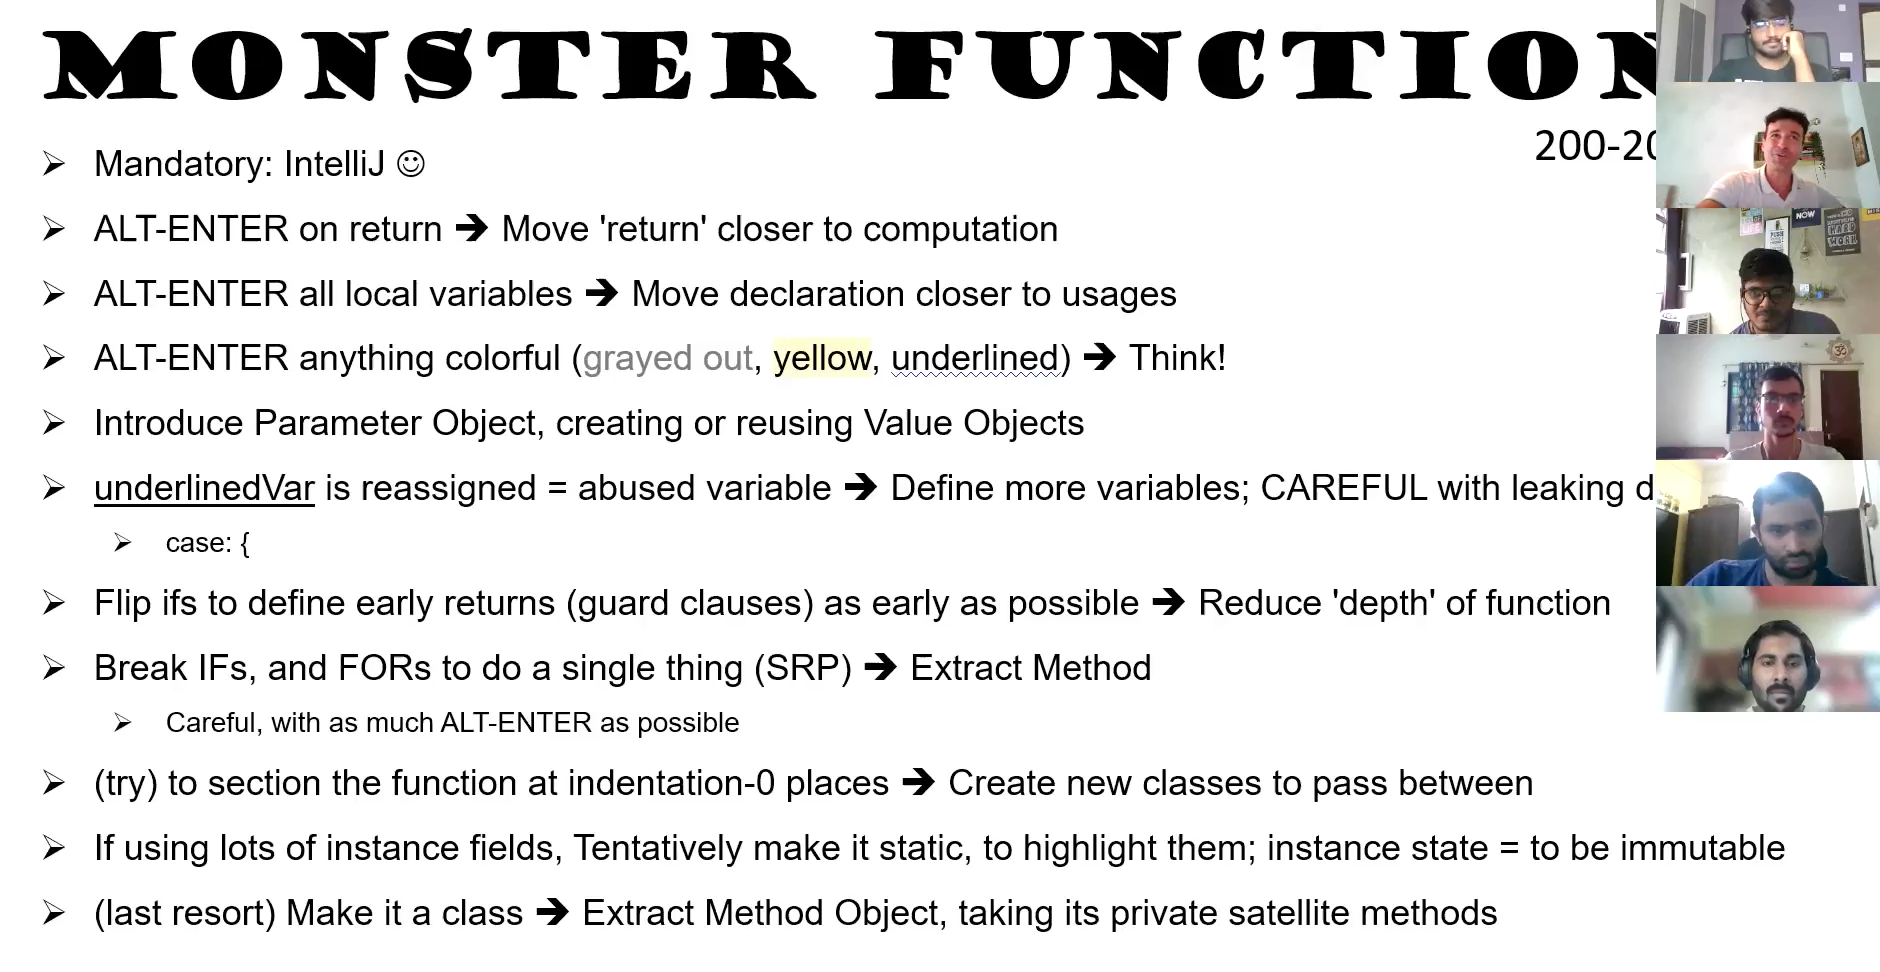 MONSTER FUNCTION
200-20
➢ Mandatory: IntelliJ ☺
➢ ALT-ENTER on return ➔ Move 'return' closer to computation
➢ ALT-ENTER all local variables ➔ Move declaration closer to usages
➢ ALT-ENTER anything colorful (grayed out, yellow, underlined) ➔ Think!
➢ Introduce Parameter Object, creating or reusing Value Objects
➢ underlinedVar is reassigned = abused variable ➔ Define more variables; CAREFUL with leaking d
➢ case: {
➢ Flip ifs to define early returns (guard clauses) as early as possible ➔ Reduce 'depth' of function
➢ Break IFs, and FORs to do a single thing (SRP) ➔ Extract Method
➢ Careful, with as much ALT-ENTER as possible
➢ (try) to section the function at indentation-0 places ➔ Create new classes to pass between
➢ If using lots of instance fields, Tentatively make it static, to highlight them; instance state = to be immutable
➢ (last resort) Make it a class ➔ Extract Method Object, taking its private satellite methods
NOW
HARD
WORK